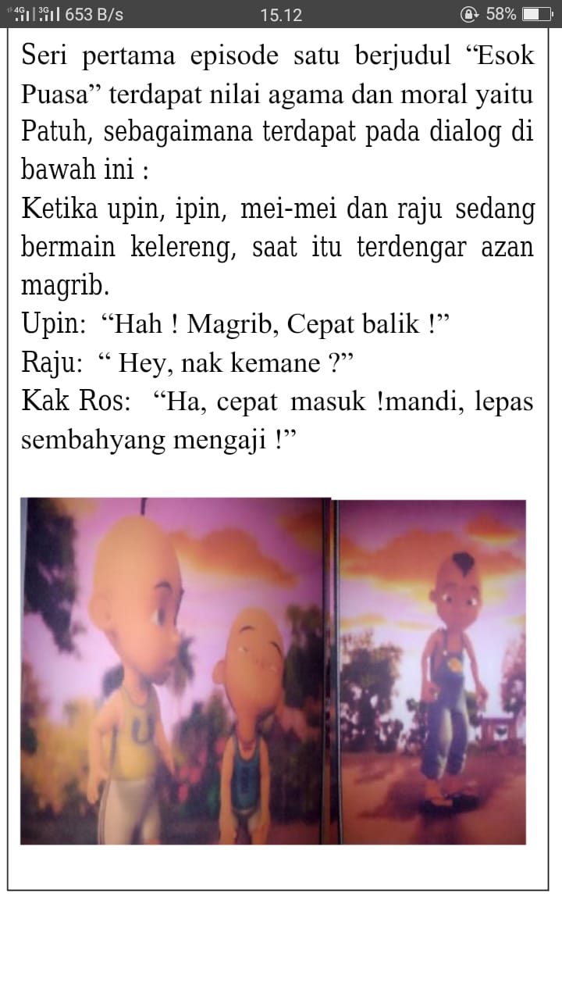 4G 3G 653 B/s 15.12 58%
Seri pertama episode satu berjudul “Esok
Puasa” terdapat nilai agama dan moral yaitu
Patuh, sebagaimana terdapat pada dialog di
bawah ini :
Ketika upin, ipin, mei-mei dan raju sedang
bermain kelereng, saat itu terdengar azan
magrib.
Upin: “Hah ! Magrib, Cepat balik !”
Raju: “ Hey, nak kemane ?”
Kak Ros: “Ha, cepat masuk !mandi, lepas
sembahyang mengaji !”
U